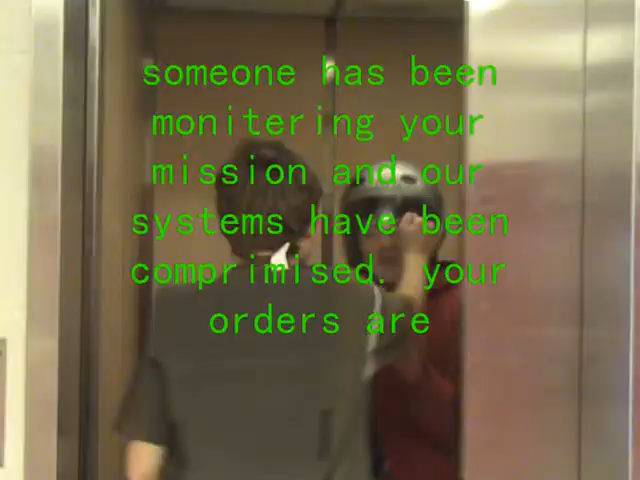 someone has been
monitering your
mission and our
systems have been
comprimised. your
orders are